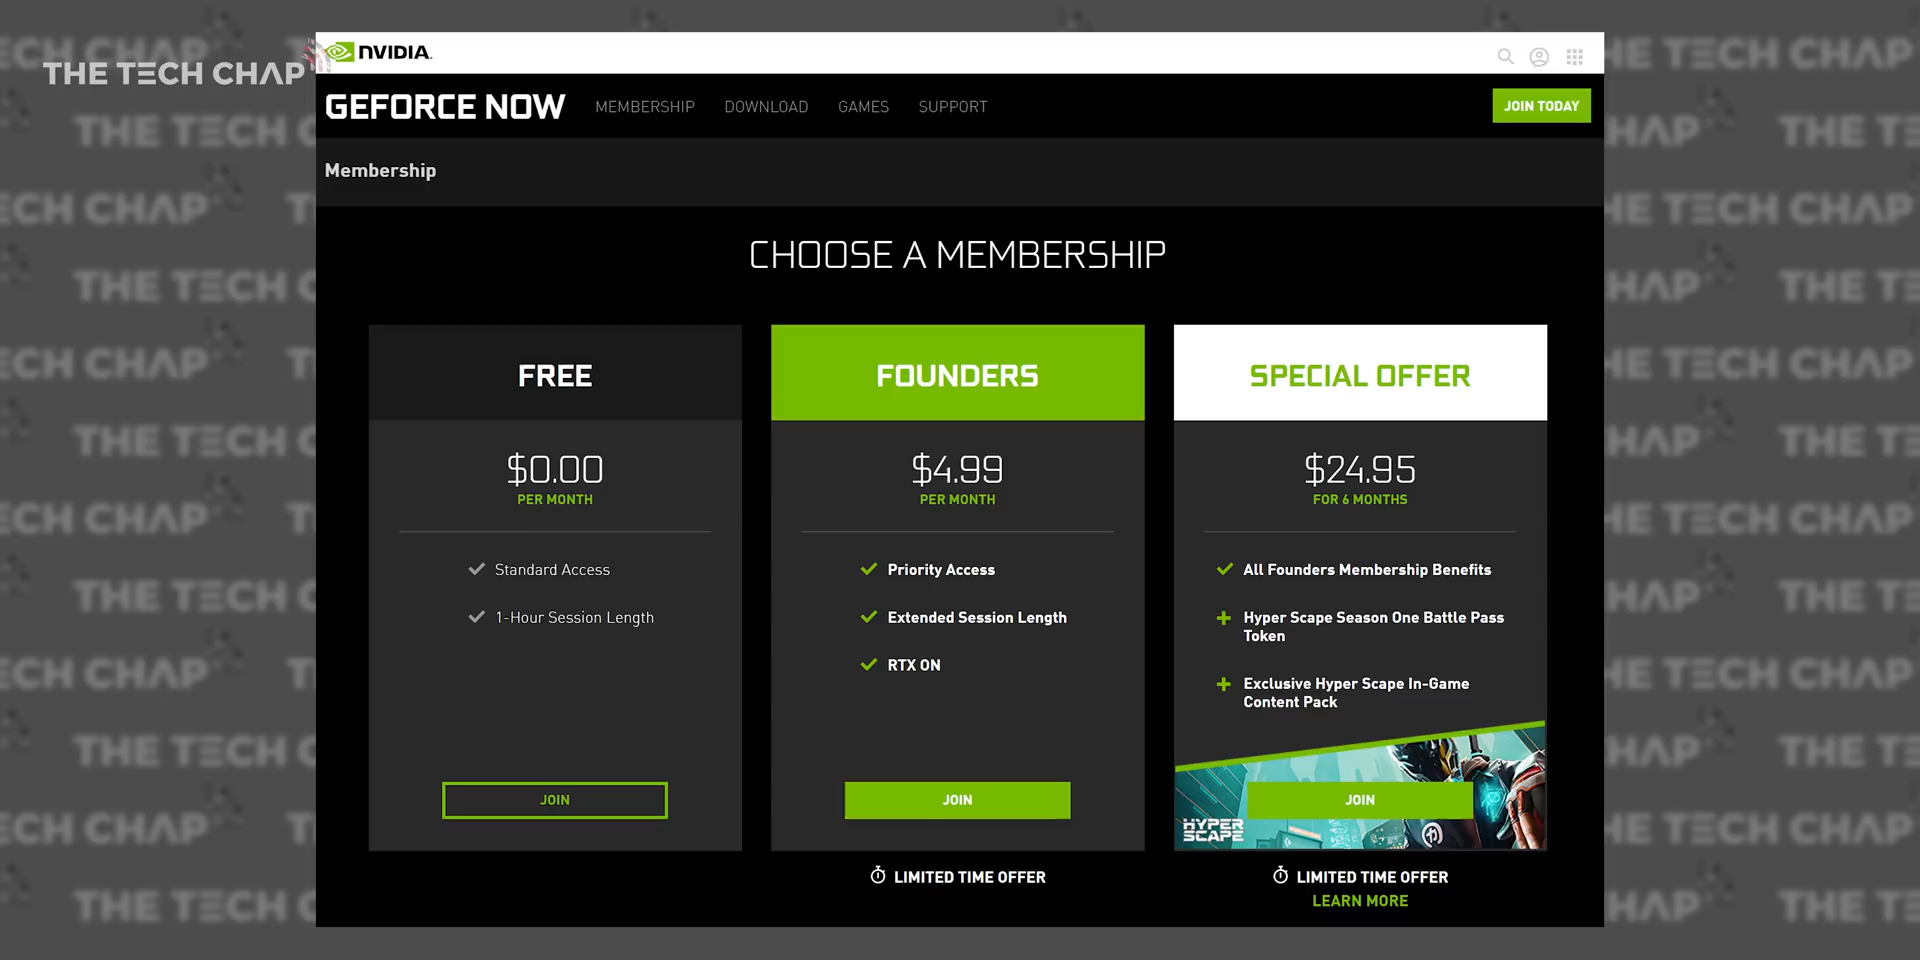 THE TECH CHAP
NVIDIA.
GEFORCE NOW MEMBERSHIP DOWNLOAD GAMES SUPPORT JOIN TODAY
Membership
CHOOSE A MEMBERSHIP
FREE
$0.00
PER MONTH
Standard Access
1-Hour Session Length
JOIN
FOUNDERS
$4.99
PER MONTH
Priority Access
Extended Session Length
RTX ON
JOIN
LIMITED TIME OFFER
SPECIAL OFFER
$24.95
FOR 6 MONTHS
All Founders Membership Benefits
Hyper Scape Season One Battle Pass
Token
Exclusive Hyper Scape In-Game
Content Pack
JOIN
HYPER
SCAPE
LIMITED TIME OFFER
LEARN MORE